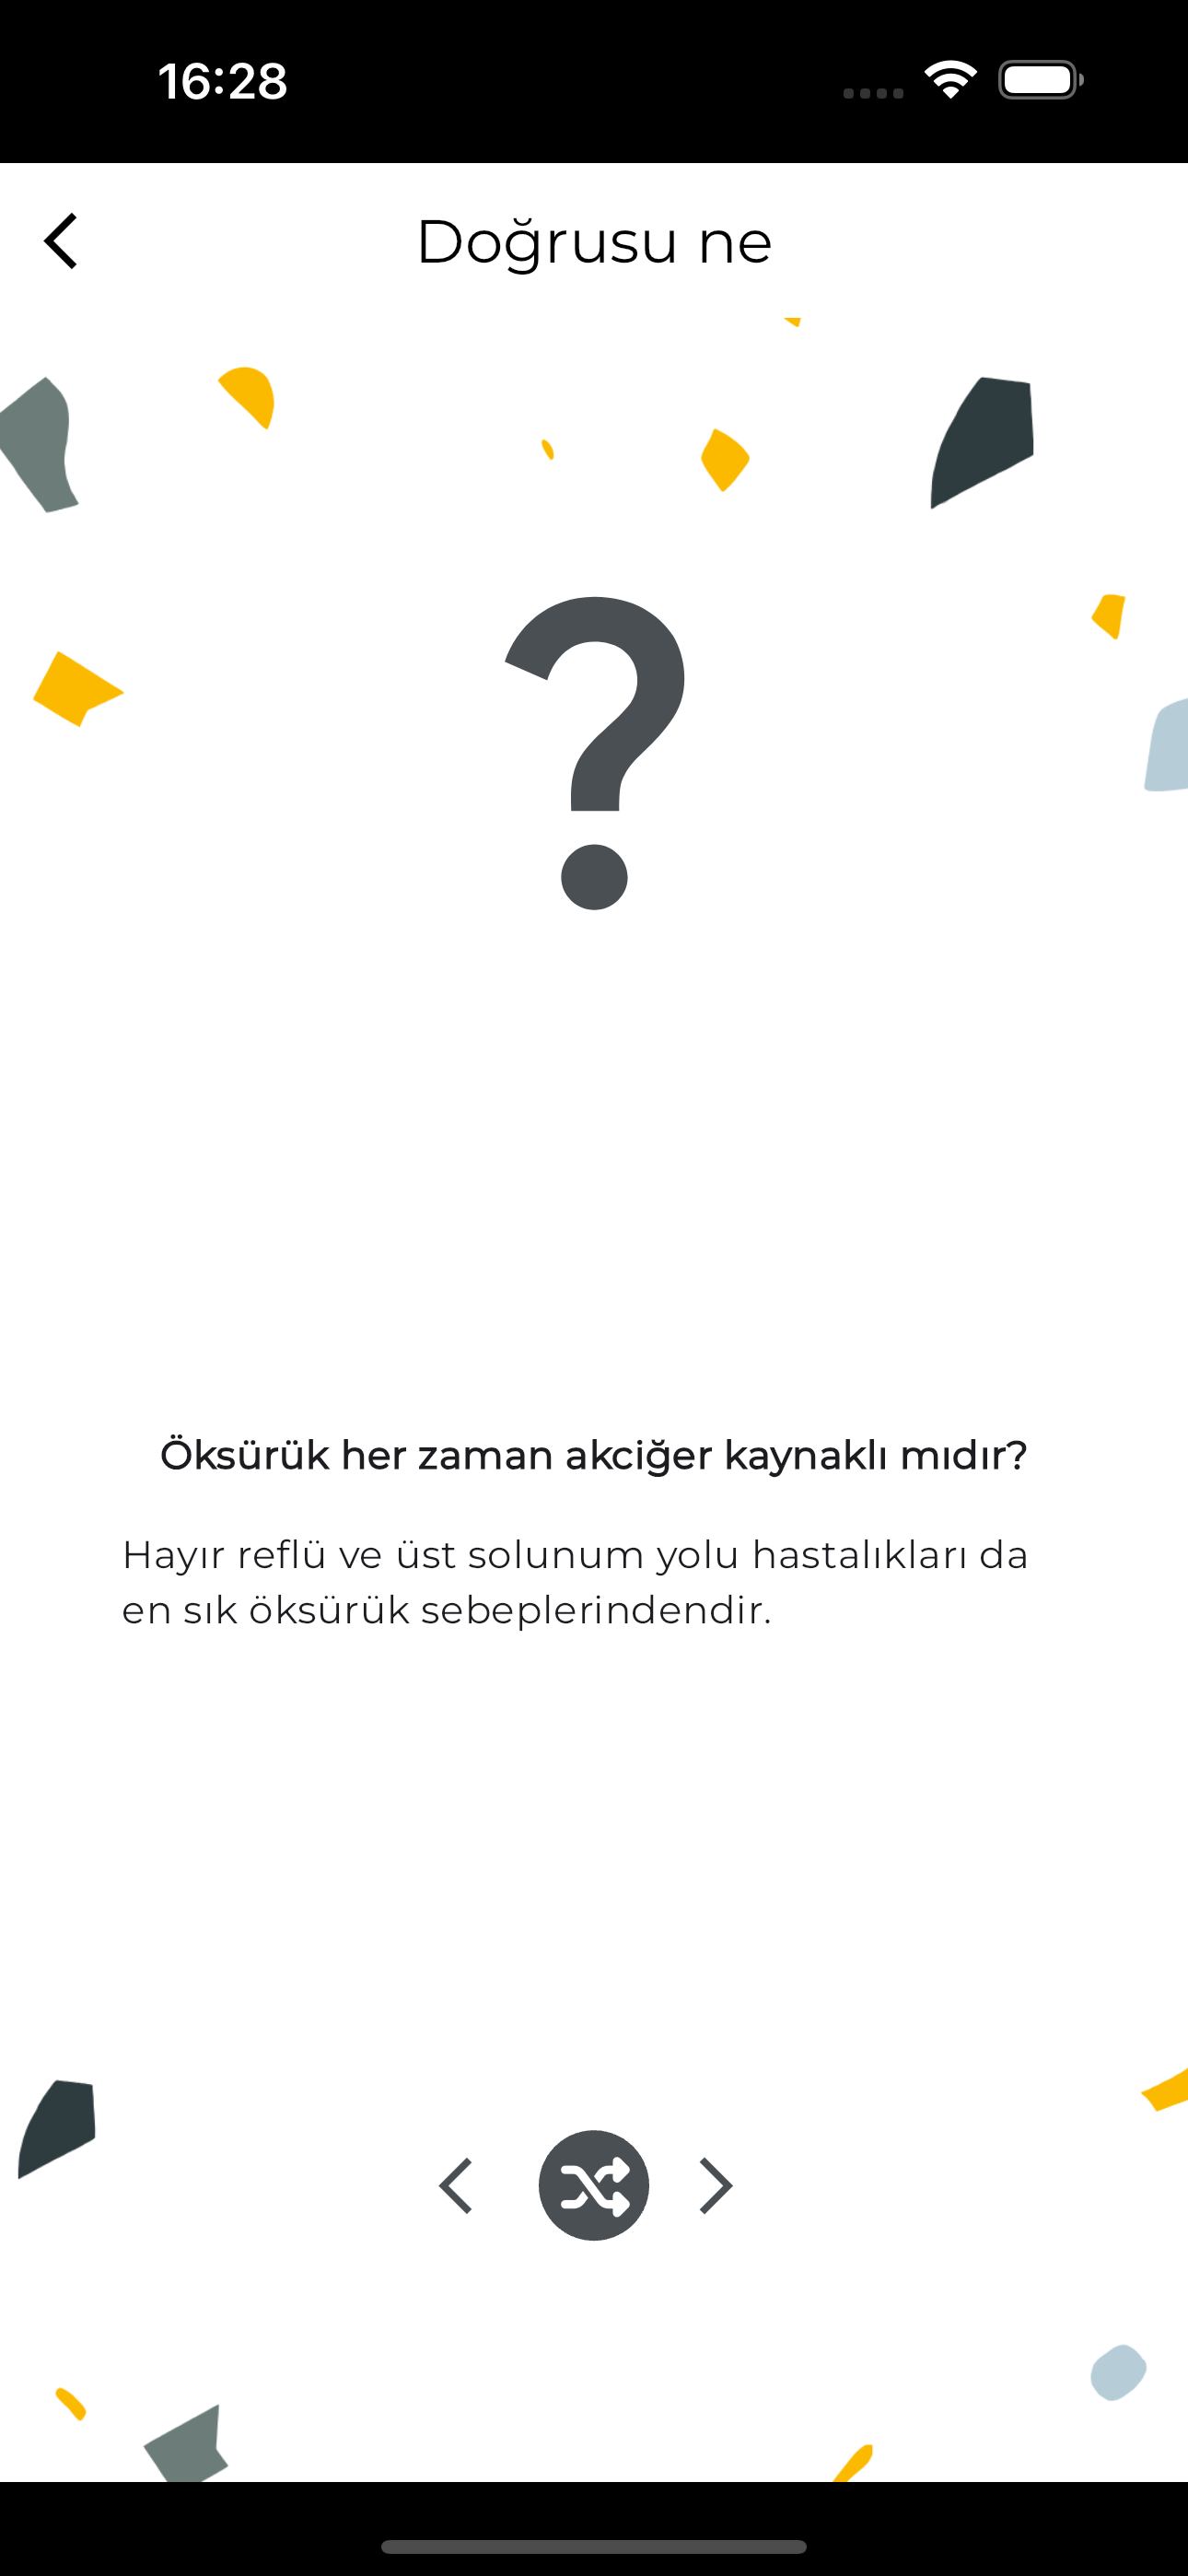 16:28
Doğrusu ne
?
Öksürük her zaman akciğer kaynaklı mıdır?
Hayır reflü ve üst solunum yolu hastalıkları da
en sık öksürük sebeplerindendir.